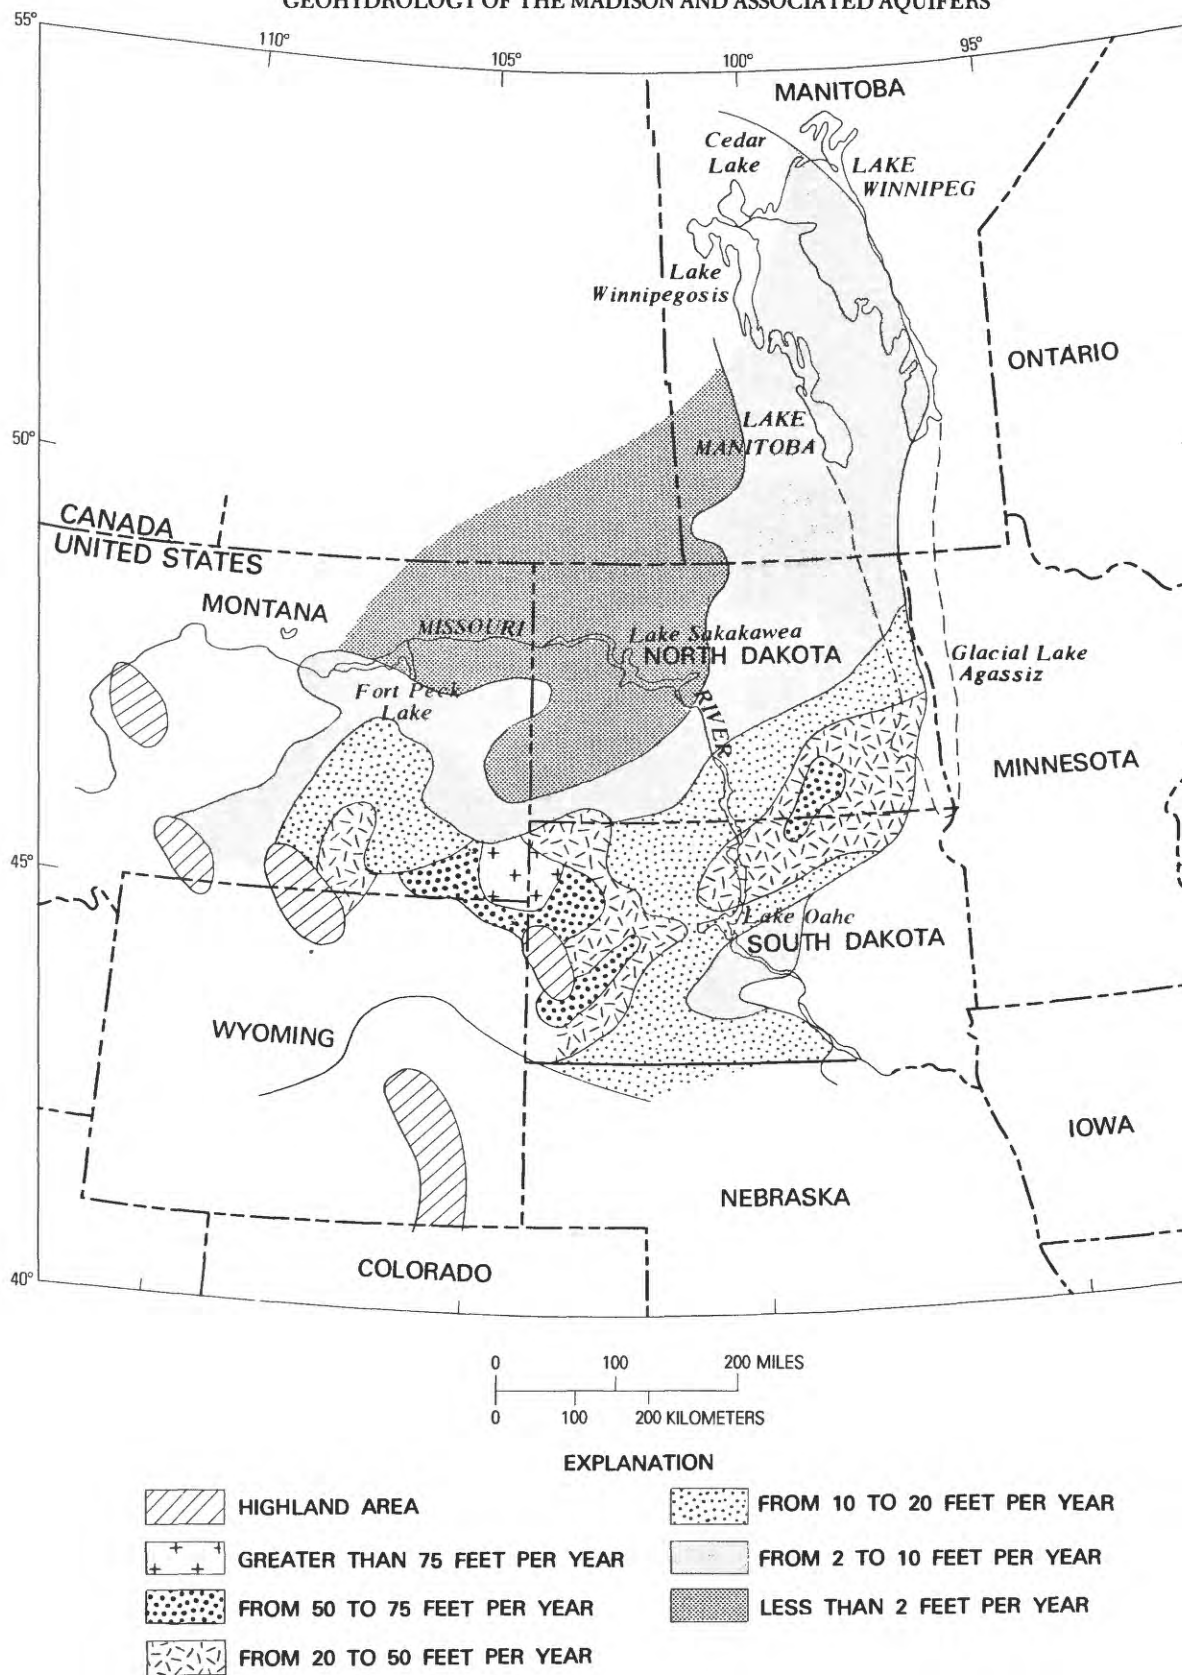 GEOHYDROLOGY OF THE MADISON AND ASSOCIATED AQUIFERS
55°
110°
105°
100°
95°
MANITOBA
Cedar
Lake
LAKE
WINNIPEG
Lake
Winnipegosis
ONTARIO
LAKE
MANITOBA
50°
CANADA
UNITED STATES
MONTANA
MISSOURI
Lake Sakakawea
NORTH DAKOTA
Glacial Lake
Agassiz
Fort Peck
Lake
RIVER
MINNESOTA
45°
Lake Oahe
SOUTH DAKOTA
WYOMING
IOWA
NEBRASKA
COLORADO
40°
0 100 200 MILES
0 100 200 KILOMETERS
EXPLANATION
HIGHLAND AREA
GREATER THAN 75 FEET PER YEAR
FROM 50 TO 75 FEET PER YEAR
FROM 20 TO 50 FEET PER YEAR
FROM 10 TO 20 FEET PER YEAR
FROM 2 TO 10 FEET PER YEAR
LESS THAN 2 FEET PER YEAR